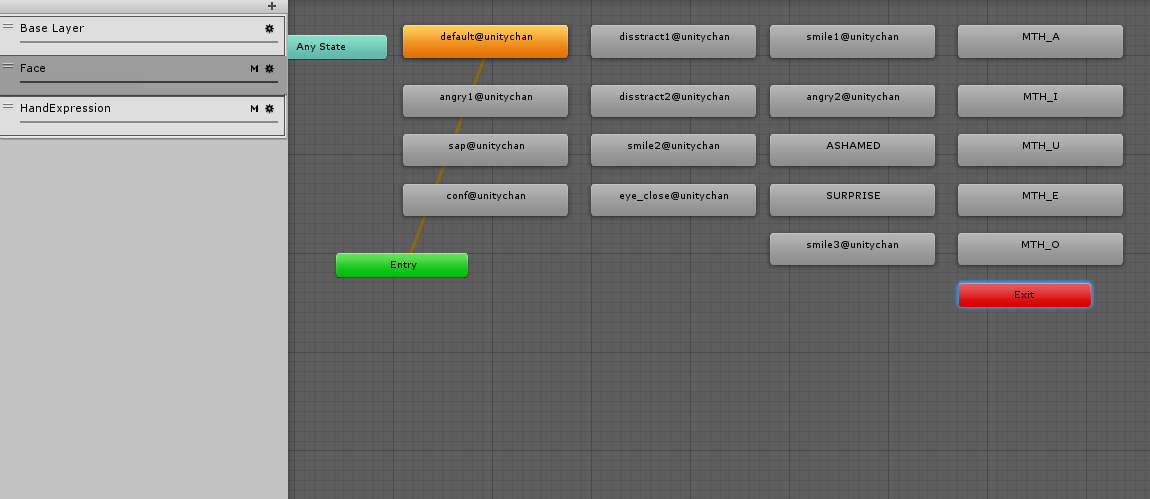 +
Base Layer
Face M
HandExpression M
Any State
default@unitychan disstract1@unitychan smile1@unitychan MTH_A
angry1@unitychan disstract2@unitychan angry2@unitychan MTH_I
sap@unitychan smile2@unitychan ASHAMED MTH_U
conf@unitychan eye_close@unitychan SURPRISE MTH_E
smile3@unitychan MTH_O
Entry
Exit